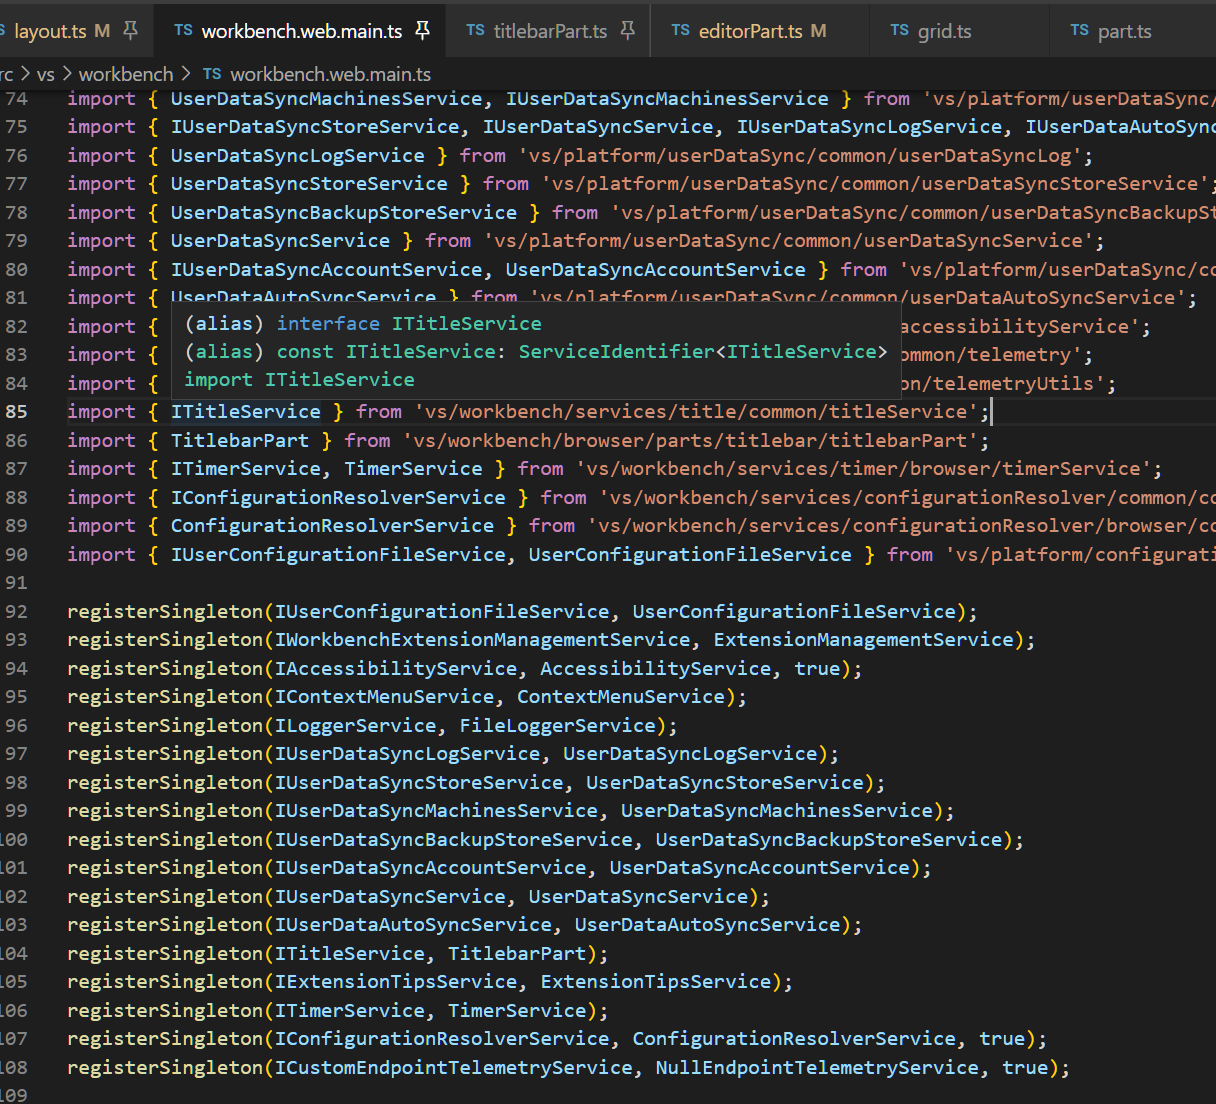 layout.ts M TS workbench.web.main.ts TS titlebarPart.ts TS editorPart.ts M TS grid.ts TS part.ts
rc > vs > workbench > TS workbench.web.main.ts
74 import { UserDataSyncMachinesService, IUserDataSyncMachinesService } from 'vs/platform/userDataSync/
75 import { IUserDataSyncStoreService, IUserDataSyncService, IUserDataSyncLogService, IUserDataAutoSync
76 import { UserDataSyncLogService } from 'vs/platform/userDataSync/common/userDataSyncLog';
77 import { UserDataSyncStoreService } from 'vs/platform/userDataSync/common/userDataSyncStoreService';
78 import { UserDataSyncBackupStoreService } from 'vs/platform/userDataSync/common/userDataSyncBackupSt
79 import { UserDataSyncService } from 'vs/platform/userDataSync/common/userDataSyncService';
80 import { IUserDataSyncAccountService, UserDataSyncAccountService } from 'vs/platform/userDataSync/co
81 import { UserDataAutoSyncService } from 'vs/platform/userDataSync/common/userDataAutoSyncService';
(alias) interface ITitleService
82 import { accessibilityService';
(alias) const ITitleService: ServiceIdentifier<ITitleService>
83 import { ommon/telemetry';
import ITitleService
84 import { on/telemetryUtils';
85 import { ITitleService } from 'vs/workbench/services/title/common/titleService';
86 import { TitlebarPart } from 'vs/workbench/browser/parts/titlebar/titlebarPart';
87 import { ITimerService, TimerService } from 'vs/workbench/services/timer/browser/timerService';
88 import { IConfigurationResolverService } from 'vs/workbench/services/configurationResolver/common/co
89 import { ConfigurationResolverService } from 'vs/workbench/services/configurationResolver/browser/co
90 import { IUserConfigurationFileService, UserConfigurationFileService } from 'vs/platform/configurati
91
92 registerSingleton(IUserConfigurationFileService, UserConfigurationFileService);
93 registerSingleton(IWorkbenchExtensionManagementService, ExtensionManagementService);
94 registerSingleton(IAccessibilityService, AccessibilityService, true);
95 registerSingleton(IContextMenuService, ContextMenuService);
96 registerSingleton(ILoggerService, FileLoggerService);
97 registerSingleton(IUserDataSyncLogService, UserDataSyncLogService);
98 registerSingleton(IUserDataSyncStoreService, UserDataSyncStoreService);
99 registerSingleton(IUserDataSyncMachinesService, UserDataSyncMachinesService);
100 registerSingleton(IUserDataSyncBackupStoreService, UserDataSyncBackupStoreService);
101 registerSingleton(IUserDataSyncAccountService, UserDataSyncAccountService);
102 registerSingleton(IUserDataSyncService, UserDataSyncService);
103 registerSingleton(IUserDataAutoSyncService, UserDataAutoSyncService);
104 registerSingleton(ITitleService, TitlebarPart);
105 registerSingleton(IExtensionTipsService, ExtensionTipsService);
106 registerSingleton(ITimerService, TimerService);
107 registerSingleton(IConfigurationResolverService, ConfigurationResolverService, true);
108 registerSingleton(ICustomEndpointTelemetryService, NullEndpointTelemetryService, true);
109